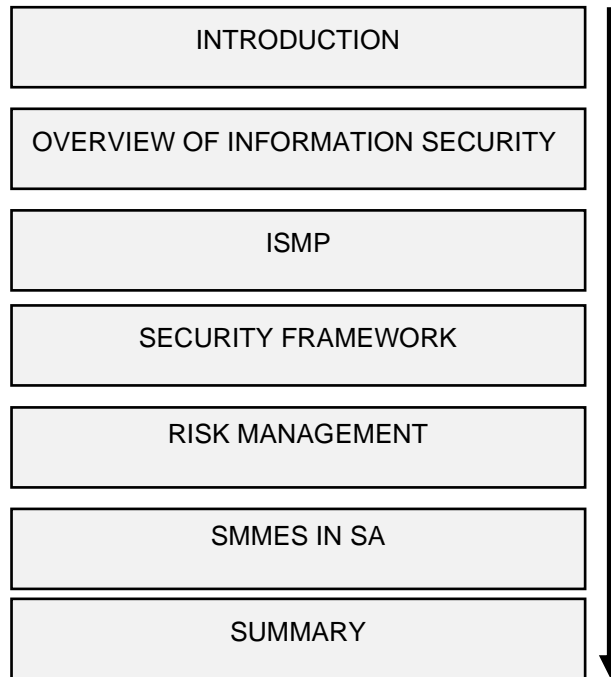 INTRODUCTION
OVERVIEW OF INFORMATION SECURITY
ISMP
SECURITY FRAMEWORK
RISK MANAGEMENT
SMMES IN SA
SUMMARY